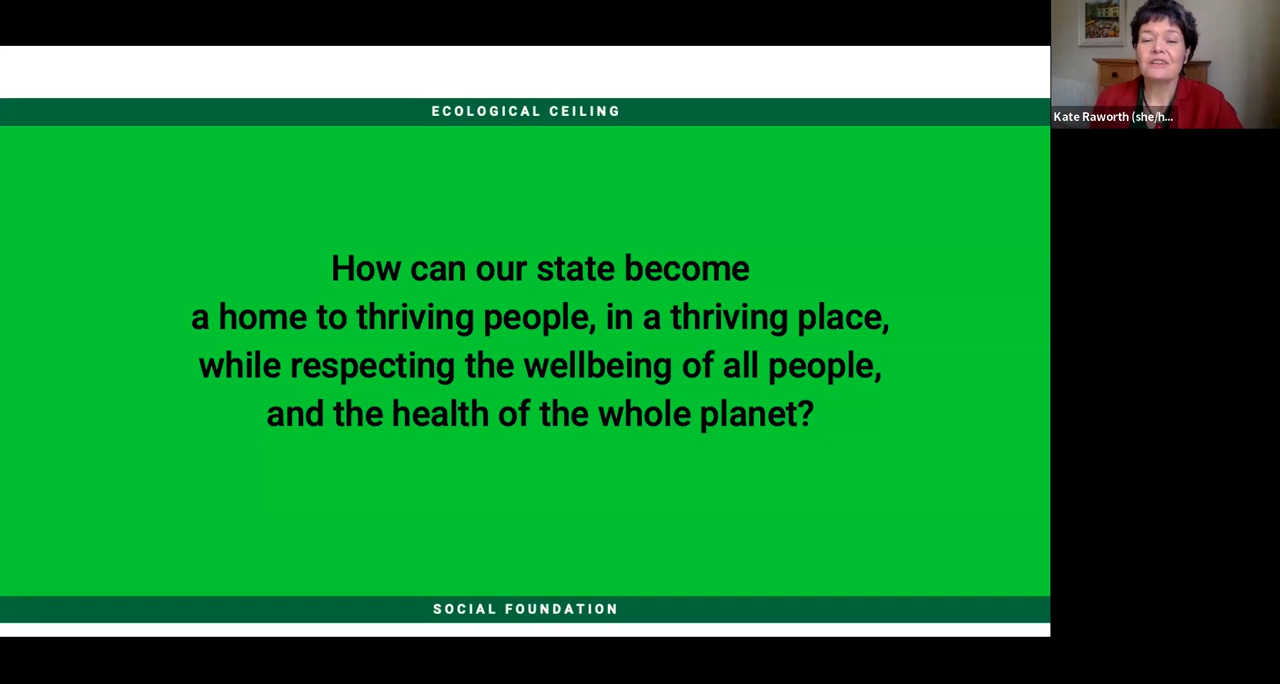 ECOLOGICAL CEILING
How can our state become
a home to thriving people, in a thriving place,
while respecting the wellbeing of all people,
and the health of the whole planet?
SOCIAL FOUNDATION
Kate Raworth (she/h...